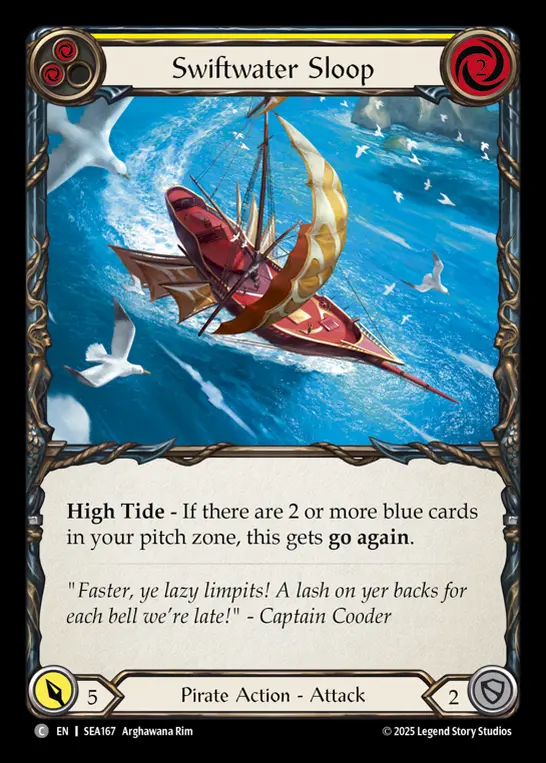 Swiftwater Sloop
2
High Tide - If there are 2 or more blue cards
in your pitch zone, this gets go again.
"Faster, ye lazy limpits! A lash on yer backs for
each bell we're late!" - Captain Cooder
5
Pirate Action - Attack
2
C EN | SEA167 Arghawana Rim
© 2025 Legend Story Studios